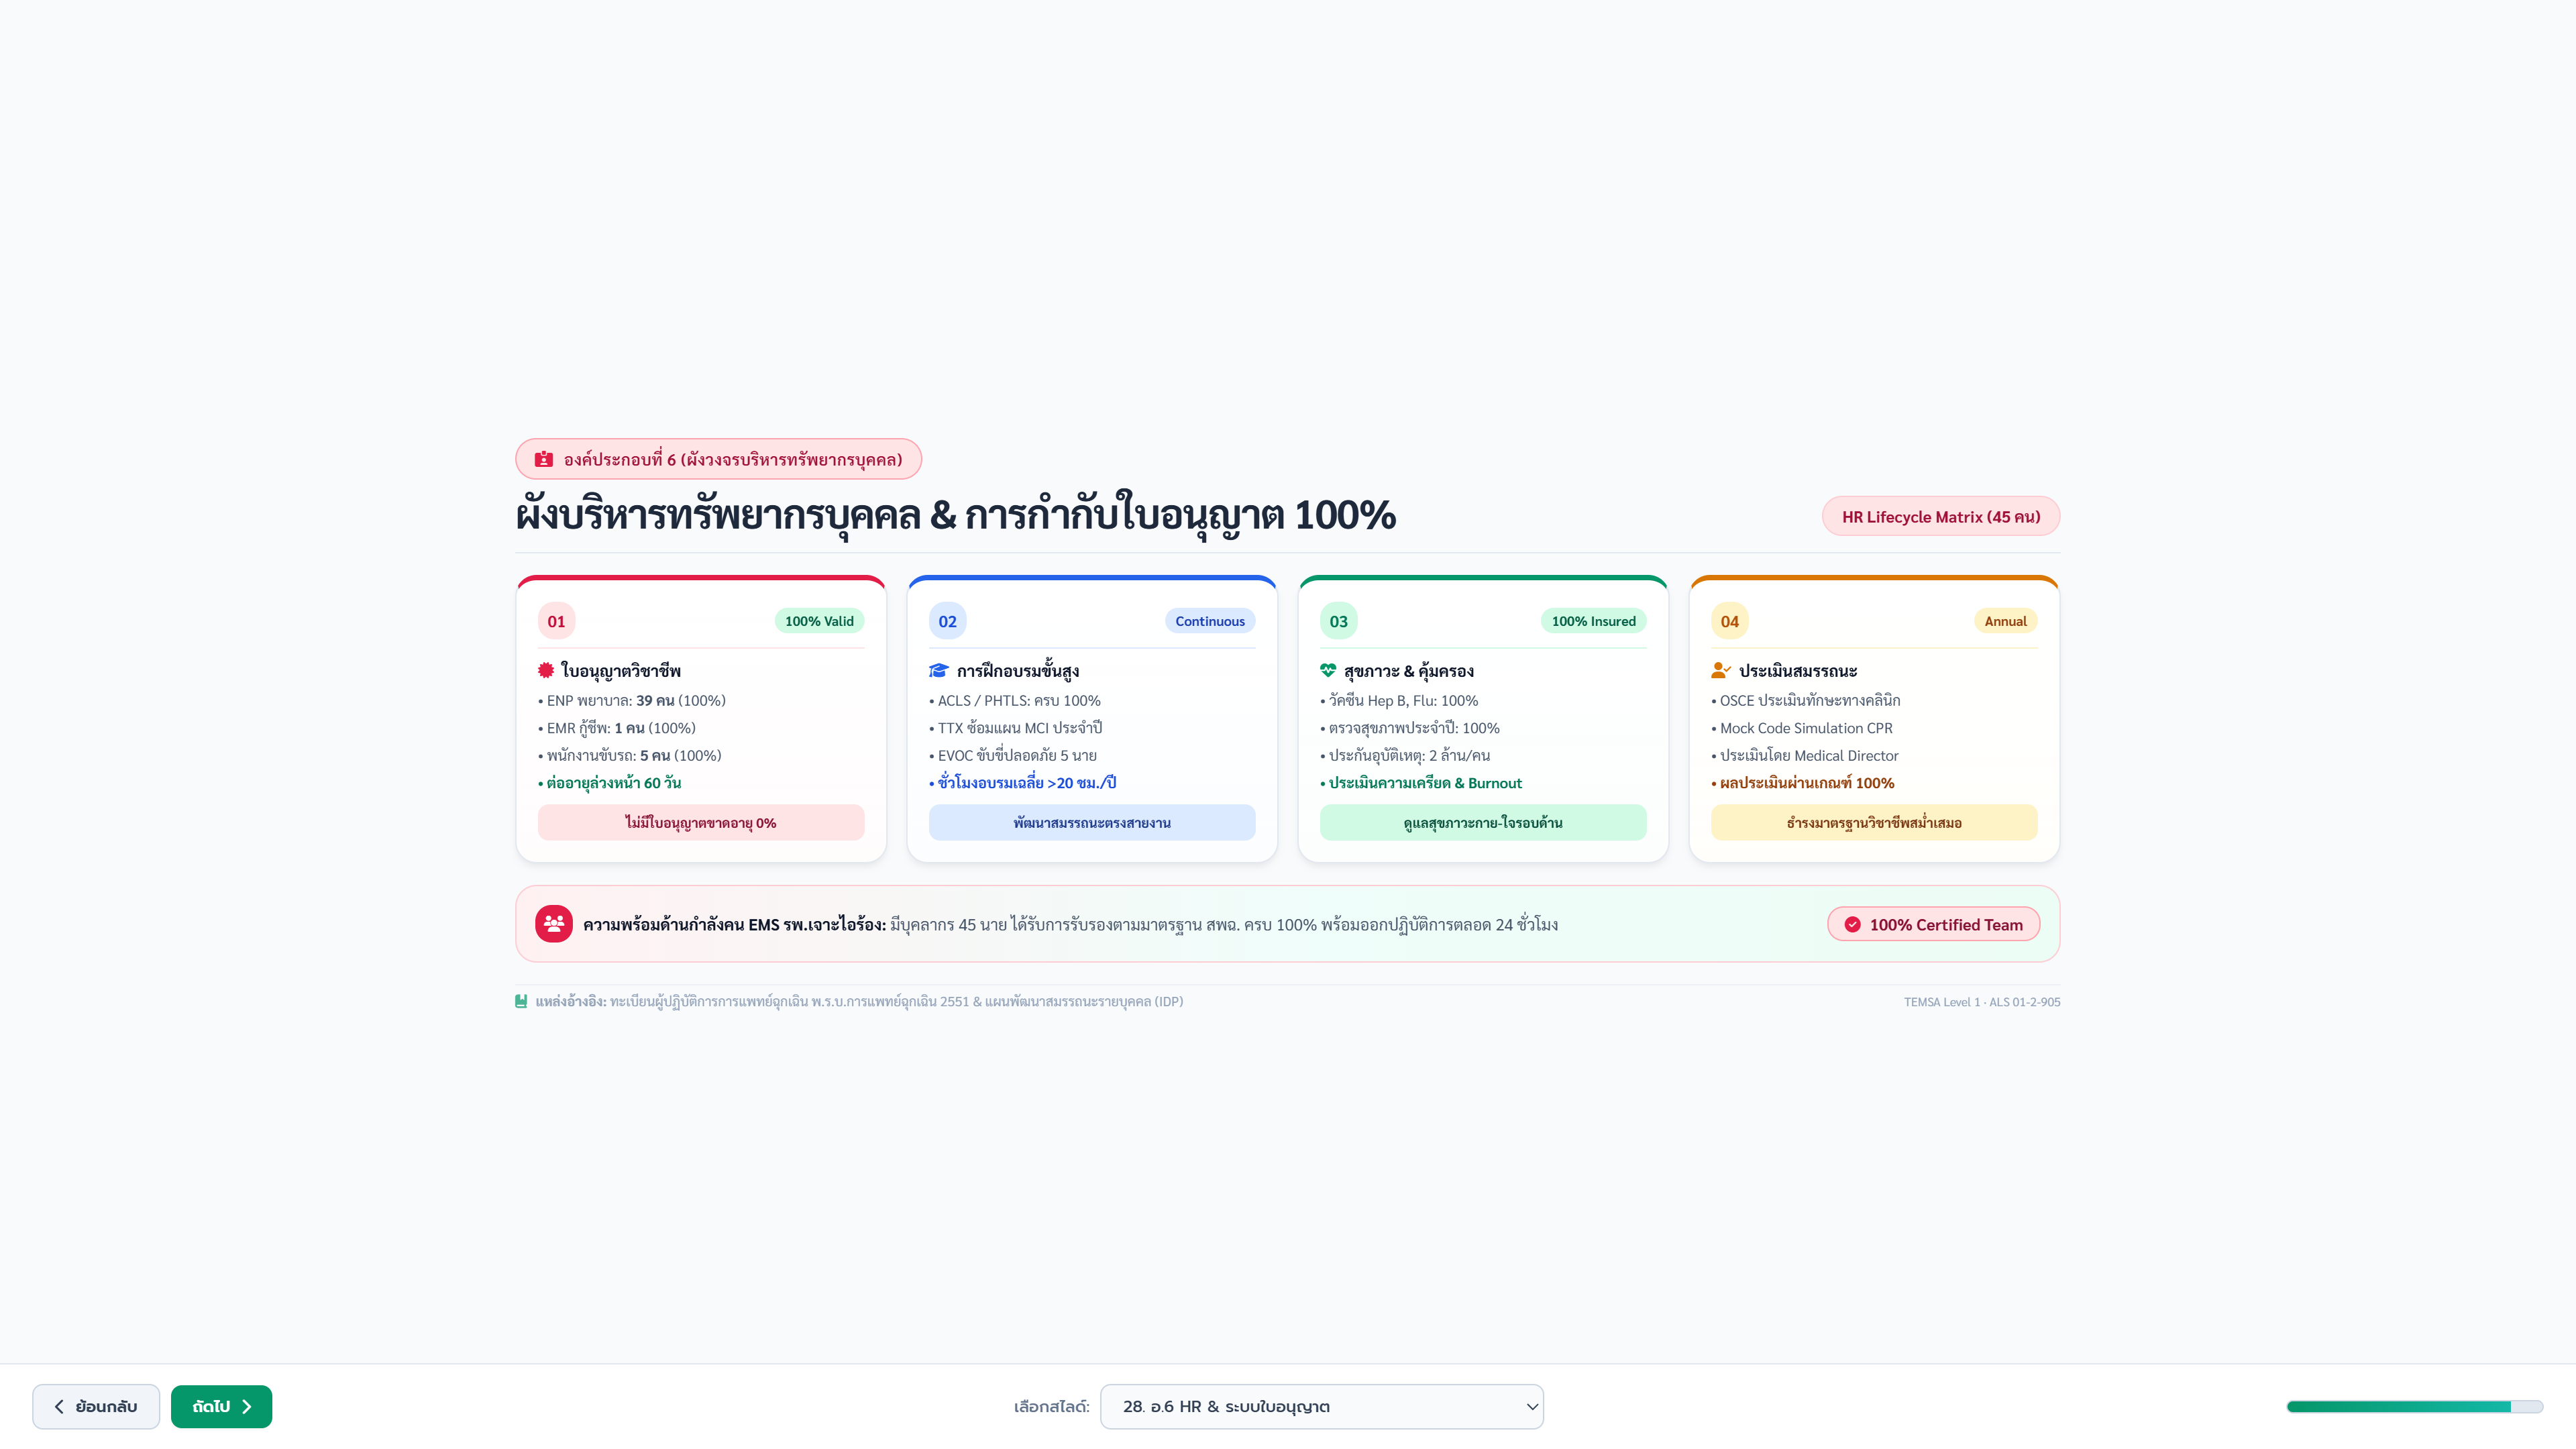 องค์ประกอบที่ 6 (ผังวงจรบริหารทรัพยากรบุคคล)
ผังบริหารทรัพยากรบุคคล & การกำกับใบอนุญาต 100%
HR Lifecycle Matrix (45 คน)
01
100% Valid
ใบอนุญาตวิชาชีพ
• ENP พยาบาล: 39 คน (100%)
• EMR กู้ชีพ: 1 คน (100%)
• พนักงานขับรถ: 5 คน (100%)
• ต่ออายุล่วงหน้า 60 วัน
ไม่มีใบอนุญาตขาดอายุ 0%
02
Continuous
การฝึกอบรมขั้นสูง
• ACLS / PHTLS: ครบ 100%
• TTX ซ้อมแผน MCI ประจำปี
• EVOC ขับขี่ปลอดภัย 5 นาย
• ชั่วโมงอบรมเฉลี่ย >20 ชม./ปี
พัฒนาสมรรถนะตรงสายงาน
03
100% Insured
สุขภาวะ & คุ้มครอง
• วัคซีน Hep B, Flu: 100%
• ตรวจสุขภาพประจำปี: 100%
• ประกันอุบัติเหตุ: 2 ล้าน/คน
• ประเมินความเครียด & Burnout
ดูแลสุขภาวะกาย-ใจรอบด้าน
04
Annual
ประเมินสมรรถนะ
• OSCE ประเมินทักษะทางคลินิก
• Mock Code Simulation CPR
• ประเมินโดย Medical Director
• ผลประเมินผ่านเกณฑ์ 100%
ธำรงมาตรฐานวิชาชีพสม่ำเสมอ
ความพร้อมด้านกำลังคน EMS รพ.เจาะไอร้อง: มีบุคลากร 45 นาย ได้รับการรับรองตามมาตรฐาน สพฉ. ครบ 100% พร้อมออกปฏิบัติการตลอด 24 ชั่วโมง
100% Certified Team
แหล่งอ้างอิง: ทะเบียนผู้ปฏิบัติการการแพทย์ฉุกเฉิน พ.ร.บ.การแพทย์ฉุกเฉิน 2551 & แผนพัฒนาสมรรถนะรายบุคคล (IDP)
TEMSA Level 1 · ALS 01-2-905
ย้อนกลับ
ถัดไป
เลือกสไลด์:
28. อ.6 HR & ระบบใบอนุญาต